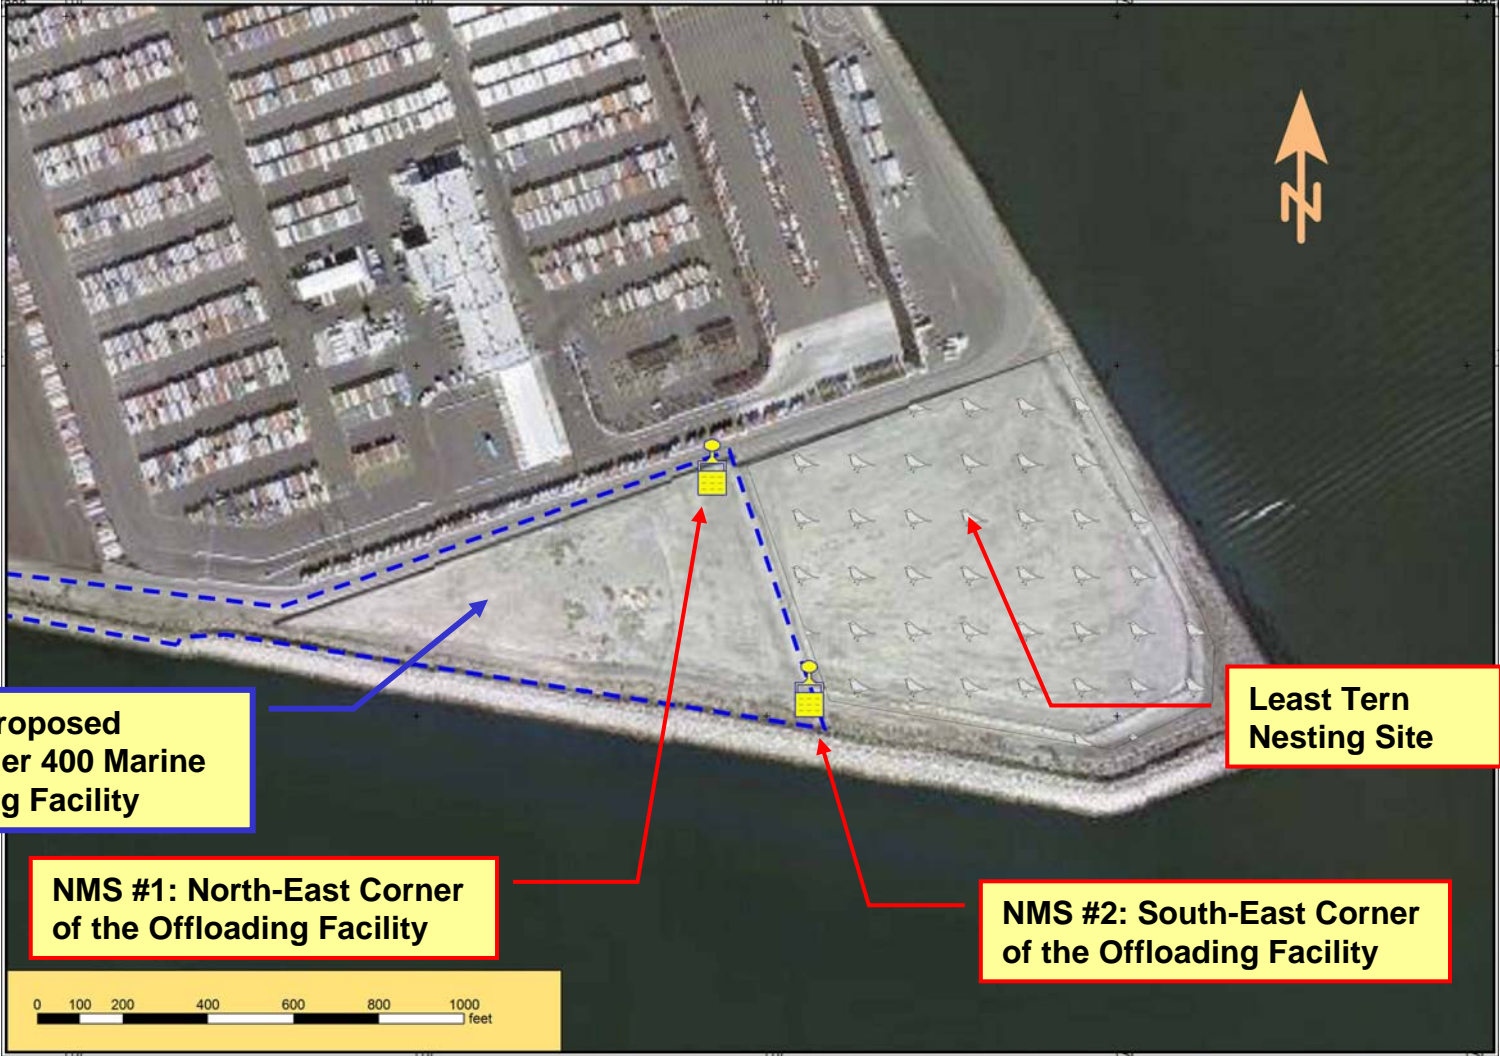 N
Least Tern
Nesting Site
roposed
er 400 Marine
g Facility
NMS #1: North-East Corner
of the Offloading Facility
NMS #2: South-East Corner
of the Offloading Facility
0 100 200 400 600 800 1000
feet